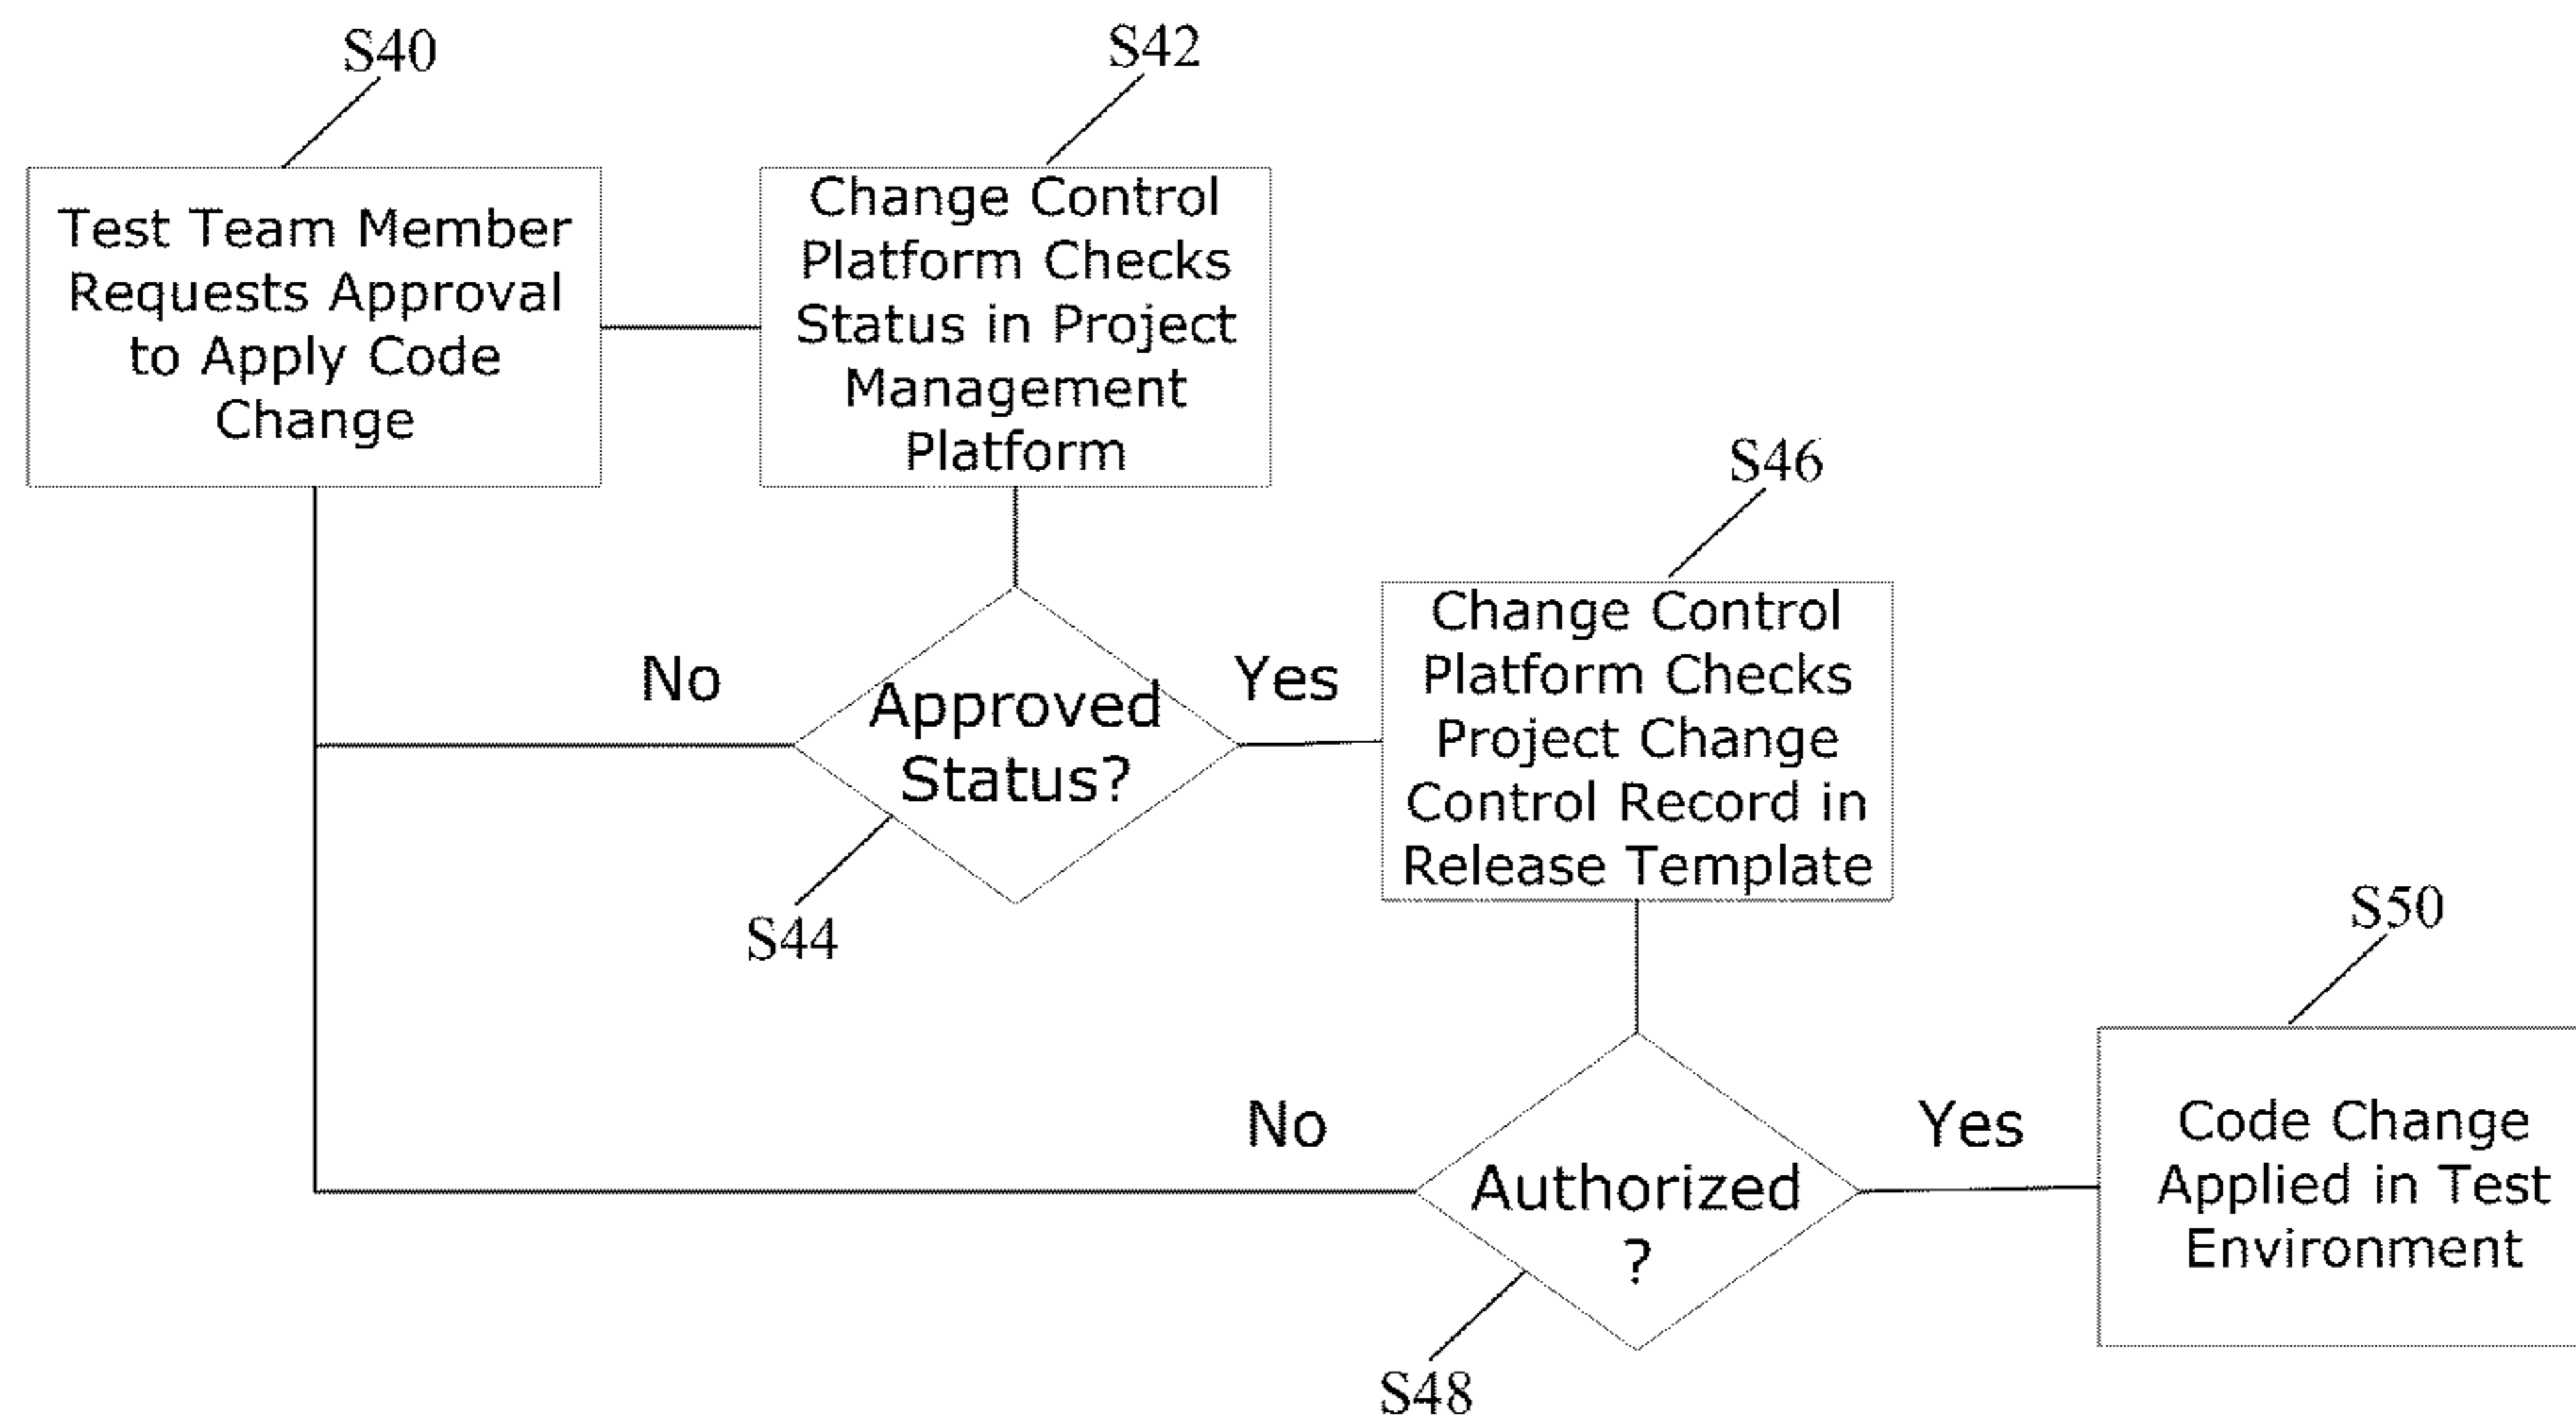 S40
Test Team Member
Requests Approval
to Apply Code
Change
S42
Change Control
Platform Checks
Status in Project
Management
Platform
No
Approved
Status?
Yes
S44
S46
Change Control
Platform Checks
Project Change
Control Record in
Release Template
No
Authorized
?
Yes
S48
S50
Code Change
Applied in Test
Environment